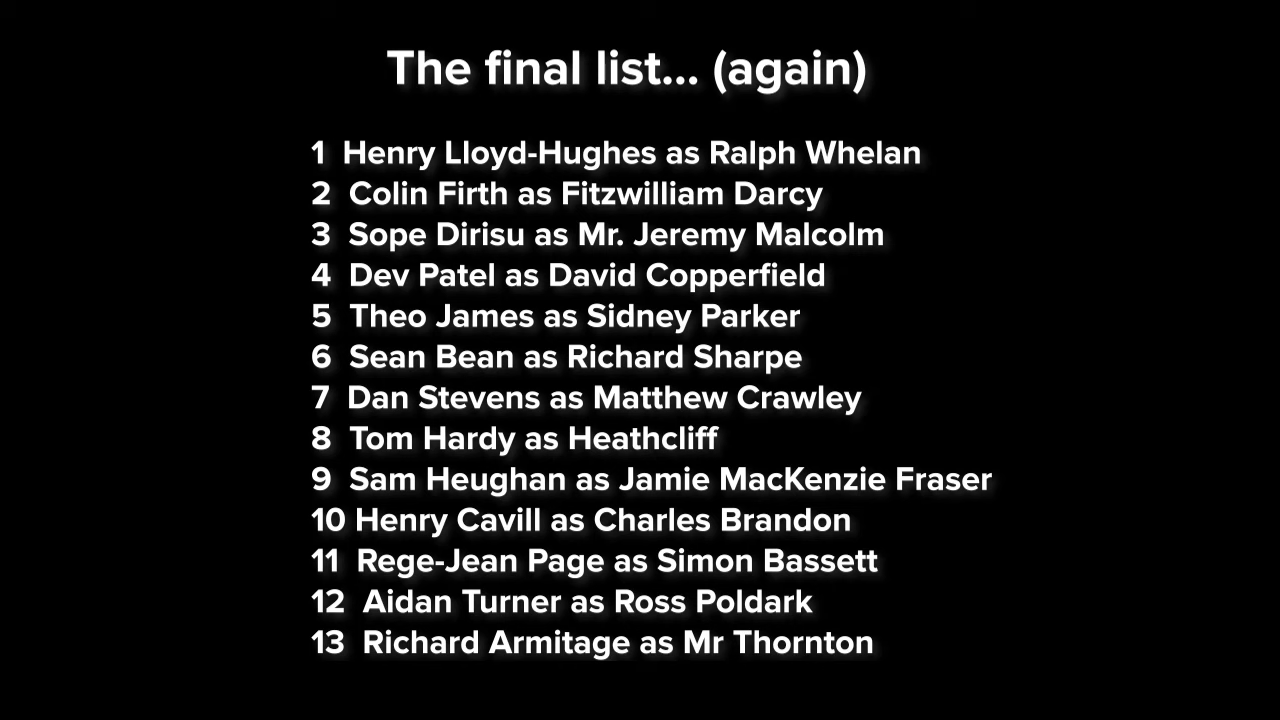 The final list... (again)
1 Henry Lloyd-Hughes as Ralph Whelan
2 Colin Firth as Fitzwilliam Darcy
3 Sope Dirisu as Mr. Jeremy Malcolm
4 Dev Patel as David Copperfield
5 Theo James as Sidney Parker
6 Sean Bean as Richard Sharpe
7 Dan Stevens as Matthew Crawley
8 Tom Hardy as Heathcliff
9 Sam Heughan as Jamie MacKenzie Fraser
10 Henry Cavill as Charles Brandon
11 Rege-Jean Page as Simon Bassett
12 Aidan Turner as Ross Poldark
13 Richard Armitage as Mr Thornton